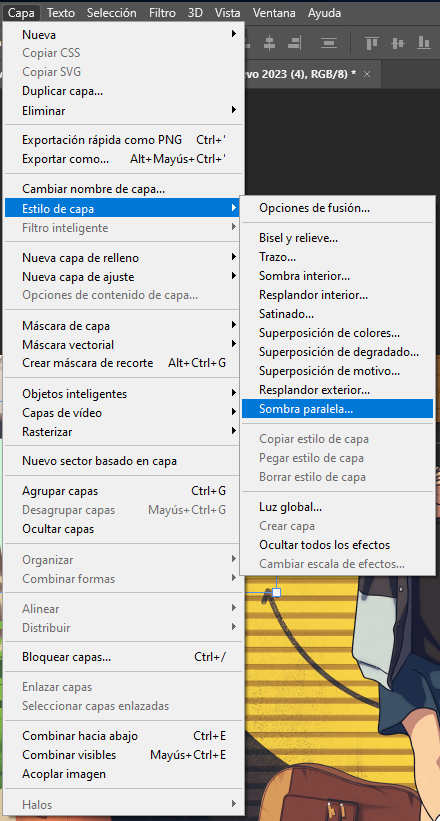 Capa Texto Selección Filtro 3D Vista Ventana Ayuda
evo 2023 (4), RGB/8) * ×
Nueva
Copiar CSS
Copiar SVG
Duplicar capa...
Eliminar
Exportación rápida como PNG Ctrl+'
Exportar como... Alt+Mayús+Ctrl+'
Cambiar nombre de capa...
Estilo de capa
Filtro inteligente
Nueva capa de relleno
Nueva capa de ajuste
Opciones de contenido de capa...
Máscara de capa
Máscara vectorial
Crear máscara de recorte Alt+Ctrl+G
Objetos inteligentes
Capas de vídeo
Rasterizar
Nuevo sector basado en capa
Agrupar capas Ctrl+G
Desagrupar capas Mayús+Ctrl+G
Ocultar capas
Organizar
Combinar formas
Alinear
Distribuir
Bloquear capas... Ctrl+/
Enlazar capas
Seleccionar capas enlazadas
Combinar hacia abajo Ctrl+E
Combinar visibles Mayús+Ctrl+E
Acoplar imagen
Halos
Opciones de fusión...
Bisel y relieve...
Trazo...
Sombra interior...
Resplandor interior...
Satinado...
Superposición de colores...
Superposición de degradado...
Superposición de motivo...
Resplandor exterior...
Sombra paralela...
Copiar estilo de capa
Pegar estilo de capa
Borrar estilo de capa
Luz global...
Crear capa
Ocultar todos los efectos
Cambiar escala de efectos...